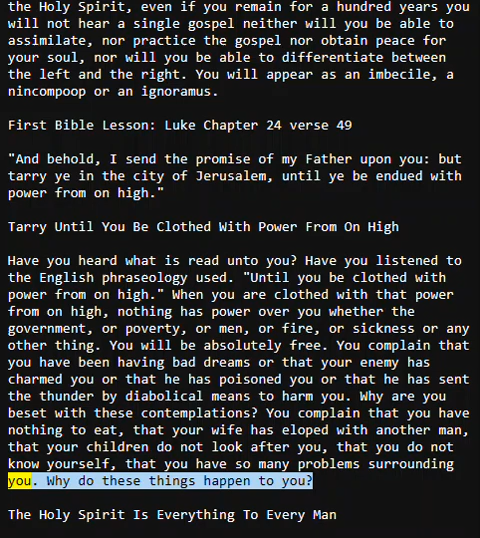 the Holy Spirit, even if you remain for a hundred years you
will not hear a single gospel neither will you be able to
assimilate, nor practice the gospel nor obtain peace for
your soul, nor will you be able to differentiate between
the left and the right. You will appear as an imbecile, a
nincompoop or an ignoramus.
First Bible Lesson: Luke Chapter 24 verse 49
"And behold, I send the promise of my Father upon you: but
tarry ye in the city of Jerusalem, until ye be endued with
power from on high."
Tarry Until You Be Clothed With Power From On High
Have you heard what is read unto you? Have you listened to
the English phraseology used. "Until you be clothed with
power from on high." When you are clothed with that power
from on high, nothing has power over you whether the
government, or poverty, or men, or fire, or sickness or any
other thing. You will be absolutely free. You complain that
you have been having bad dreams or that your enemy has
charmed you or that he has poisoned you or that he has sent
the thunder by diabolical means to harm you. Why are you
beset with these contemplations? You complain that you have
nothing to eat, that your wife has eloped with another man,
that your children do not look after you, that you do not
know yourself, that you have so many problems surrounding
you. Why do these things happen to you?
The Holy Spirit Is Everything To Every Man